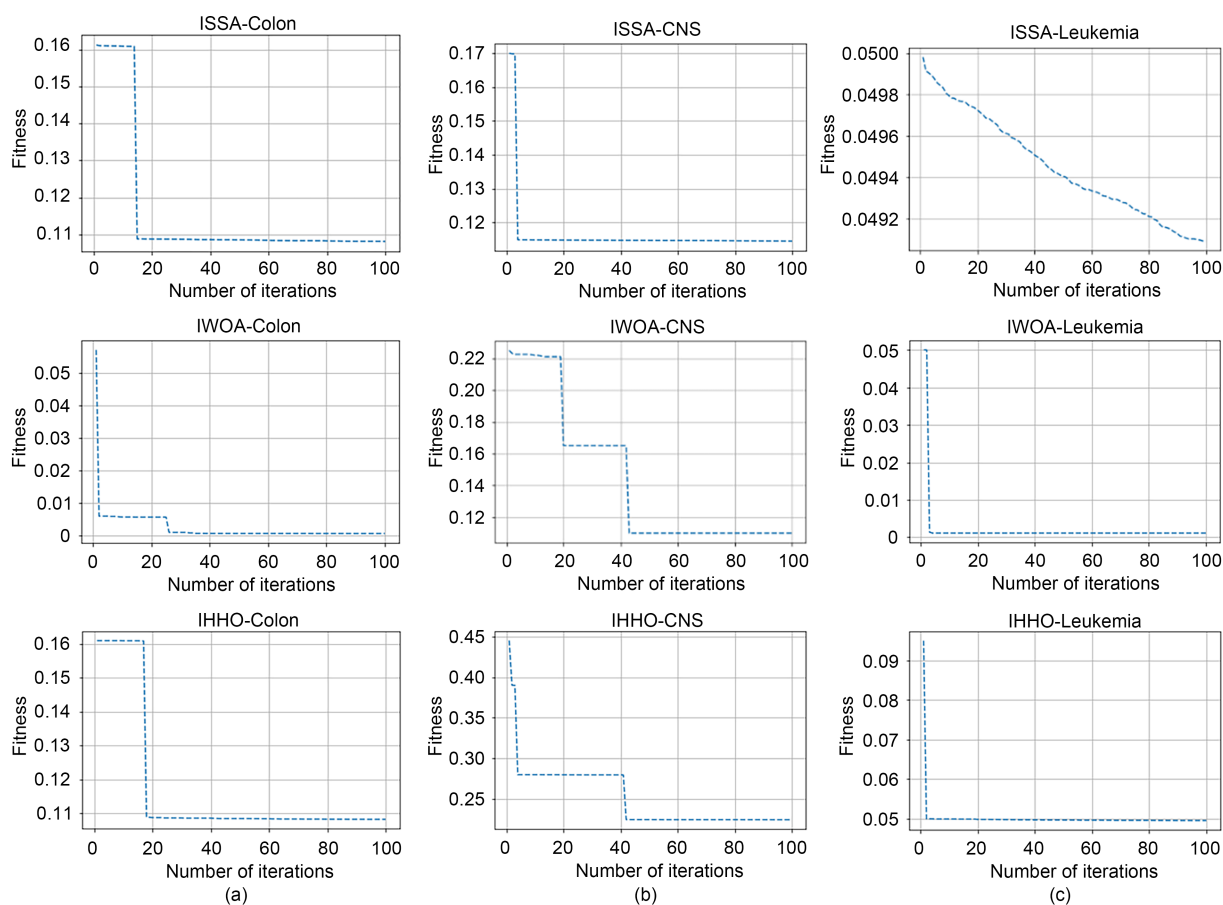 ISSA-Colon
0.16
0.15
0.14
0.13
0.12
0.11
Fitness
0 20 40 60 80 100
Number of iterations
ISSA-CNS
0.17
0.16
0.15
0.14
0.13
0.12
Fitness
0 20 40 60 80 100
Number of iterations
ISSA-Leukemia
0.0500
0.0498
0.0496
0.0494
0.0492
Fitness
0 20 40 60 80 100
Number of iterations
IWOA-Colon
0.05
0.04
0.03
0.02
0.01
0
Fitness
0 20 40 60 80 100
Number of iterations
IWOA-CNS
0.22
0.20
0.18
0.16
0.14
0.12
Fitness
0 20 40 60 80 100
Number of iterations
IWOA-Leukemia
0.05
0.04
0.03
0.02
0.01
0
Fitness
0 20 40 60 80 100
Number of iterations
IHHO-Colon
0.16
0.15
0.14
0.13
0.12
0.11
Fitness
0 20 40 60 80 100
Number of iterations
(a)
IHHO-CNS
0.45
0.40
0.35
0.30
0.25
Fitness
0 20 40 60 80 100
Number of iterations
(b)
IHHO-Leukemia
0.09
0.08
0.07
0.06
0.05
Fitness
0 20 40 60 80 100
Number of iterations
(c)